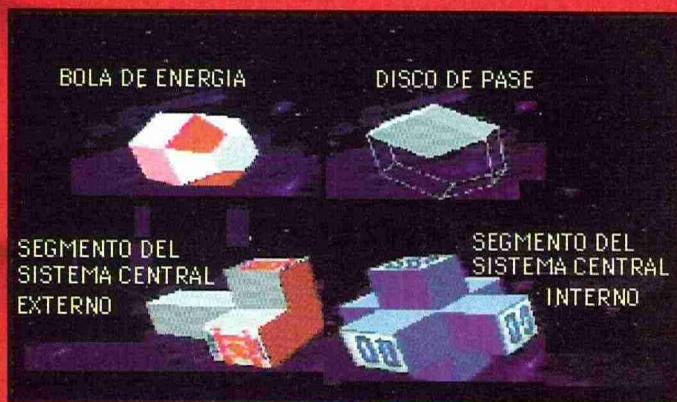 BOLA DE ENERGIA
DISCO DE PASE
SEGMENTO DEL
SISTEMA CENTRAL
EXTERNO
SEGMENTO DEL
SISTEMA CENTRAL
INTERNO